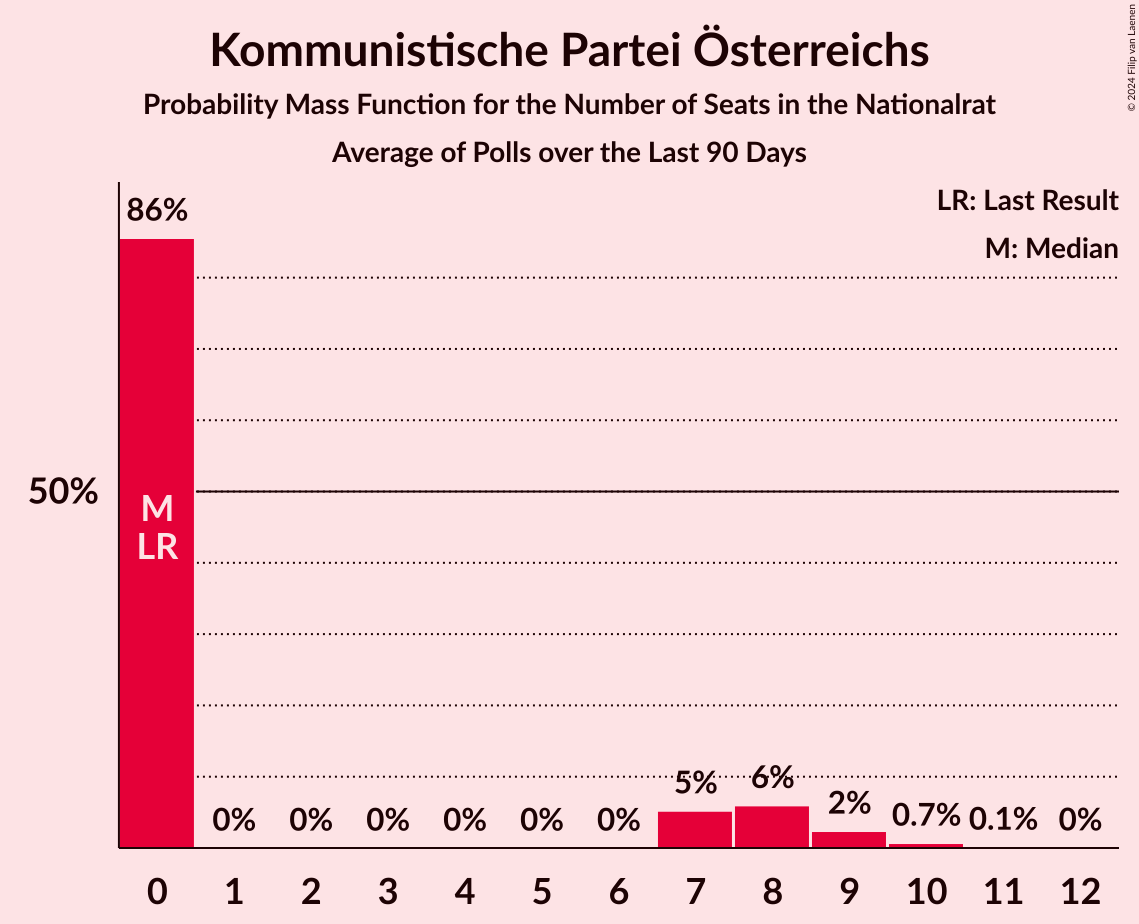 Kommunistische Partei Österreichs
Probability Mass Function for the Number of Seats in the Nationalrat
Average of Polls over the Last 90 Days
© 2024 Filip van Laenen
LR: Last Result
M: Median
86%
50%
M
LR
0% 0% 0% 0% 0% 0% 5% 6% 2% 0.7% 0.1% 0%
0 1 2 3 4 5 6 7 8 9 10 11 12